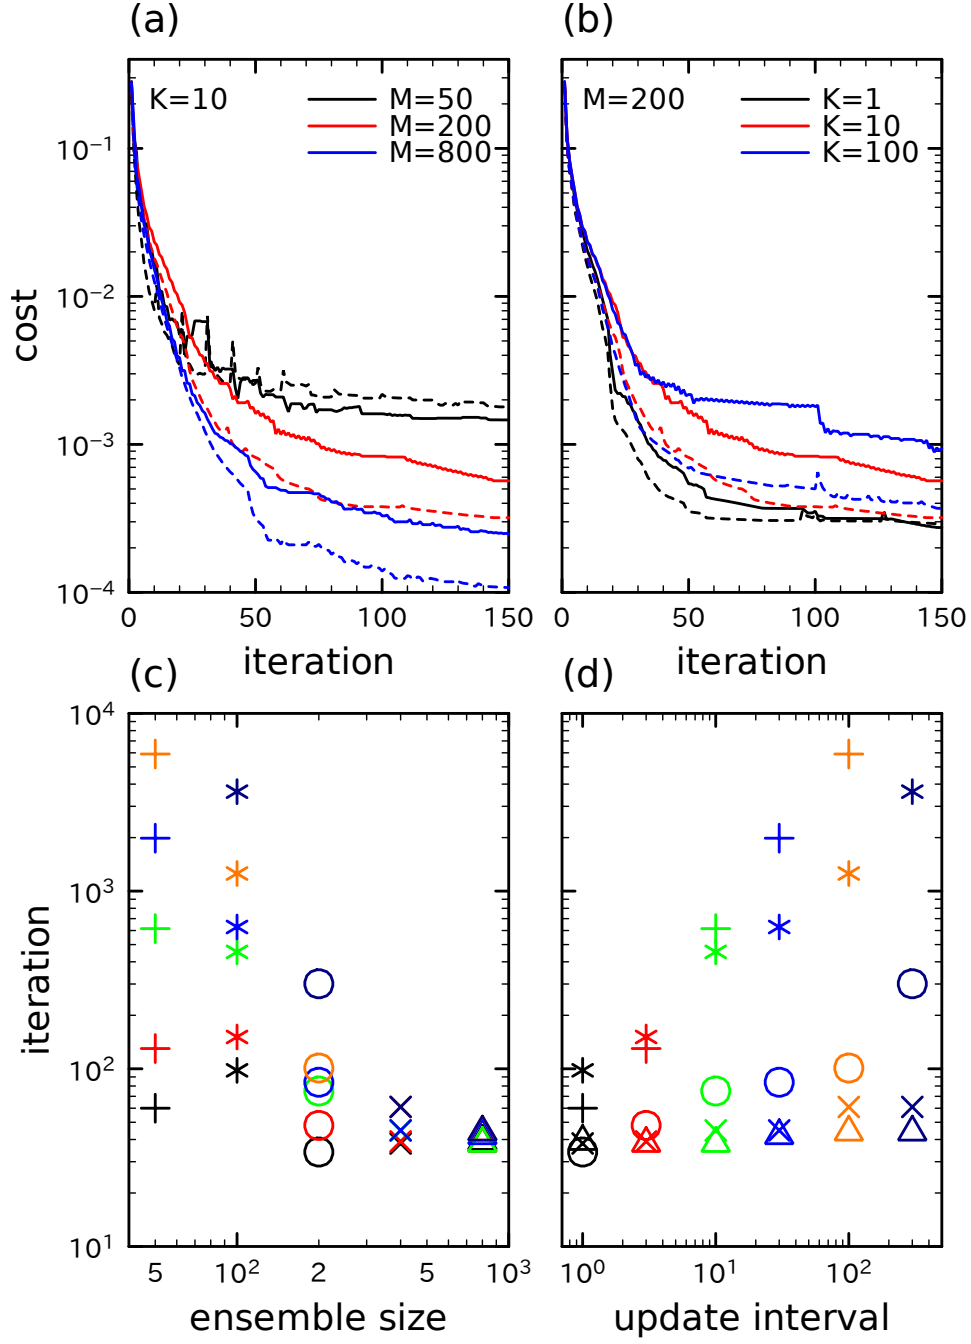 (a)
K=10
M=50
M=200
M=800
cost
10⁻¹
10⁻²
10⁻³
10⁻⁴
0 50 100 150
iteration
(b)
M=200
K=1
K=10
K=100
0 50 100 150
iteration
(c)
iteration
10⁴
10³
10²
10¹
5 10² 2 5 10³
ensemble size
(d)
10⁰ 10¹ 10²
update interval